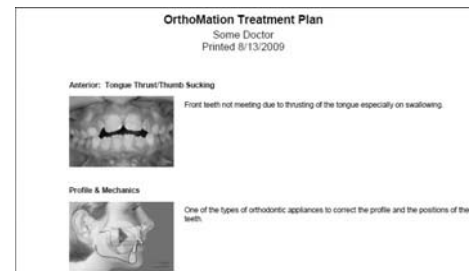 OrthoMation Treatment Plan
Some Doctor
Printed 8/13/2009
Anterior: Tongue Thrust/Thumb Sucking
Front teeth not meeting due to thrusting of the tongue especially on swallowing.
Profile & Mechanics
One of the types of orthodontic appliances to correct the profile and the positions of the
teeth.